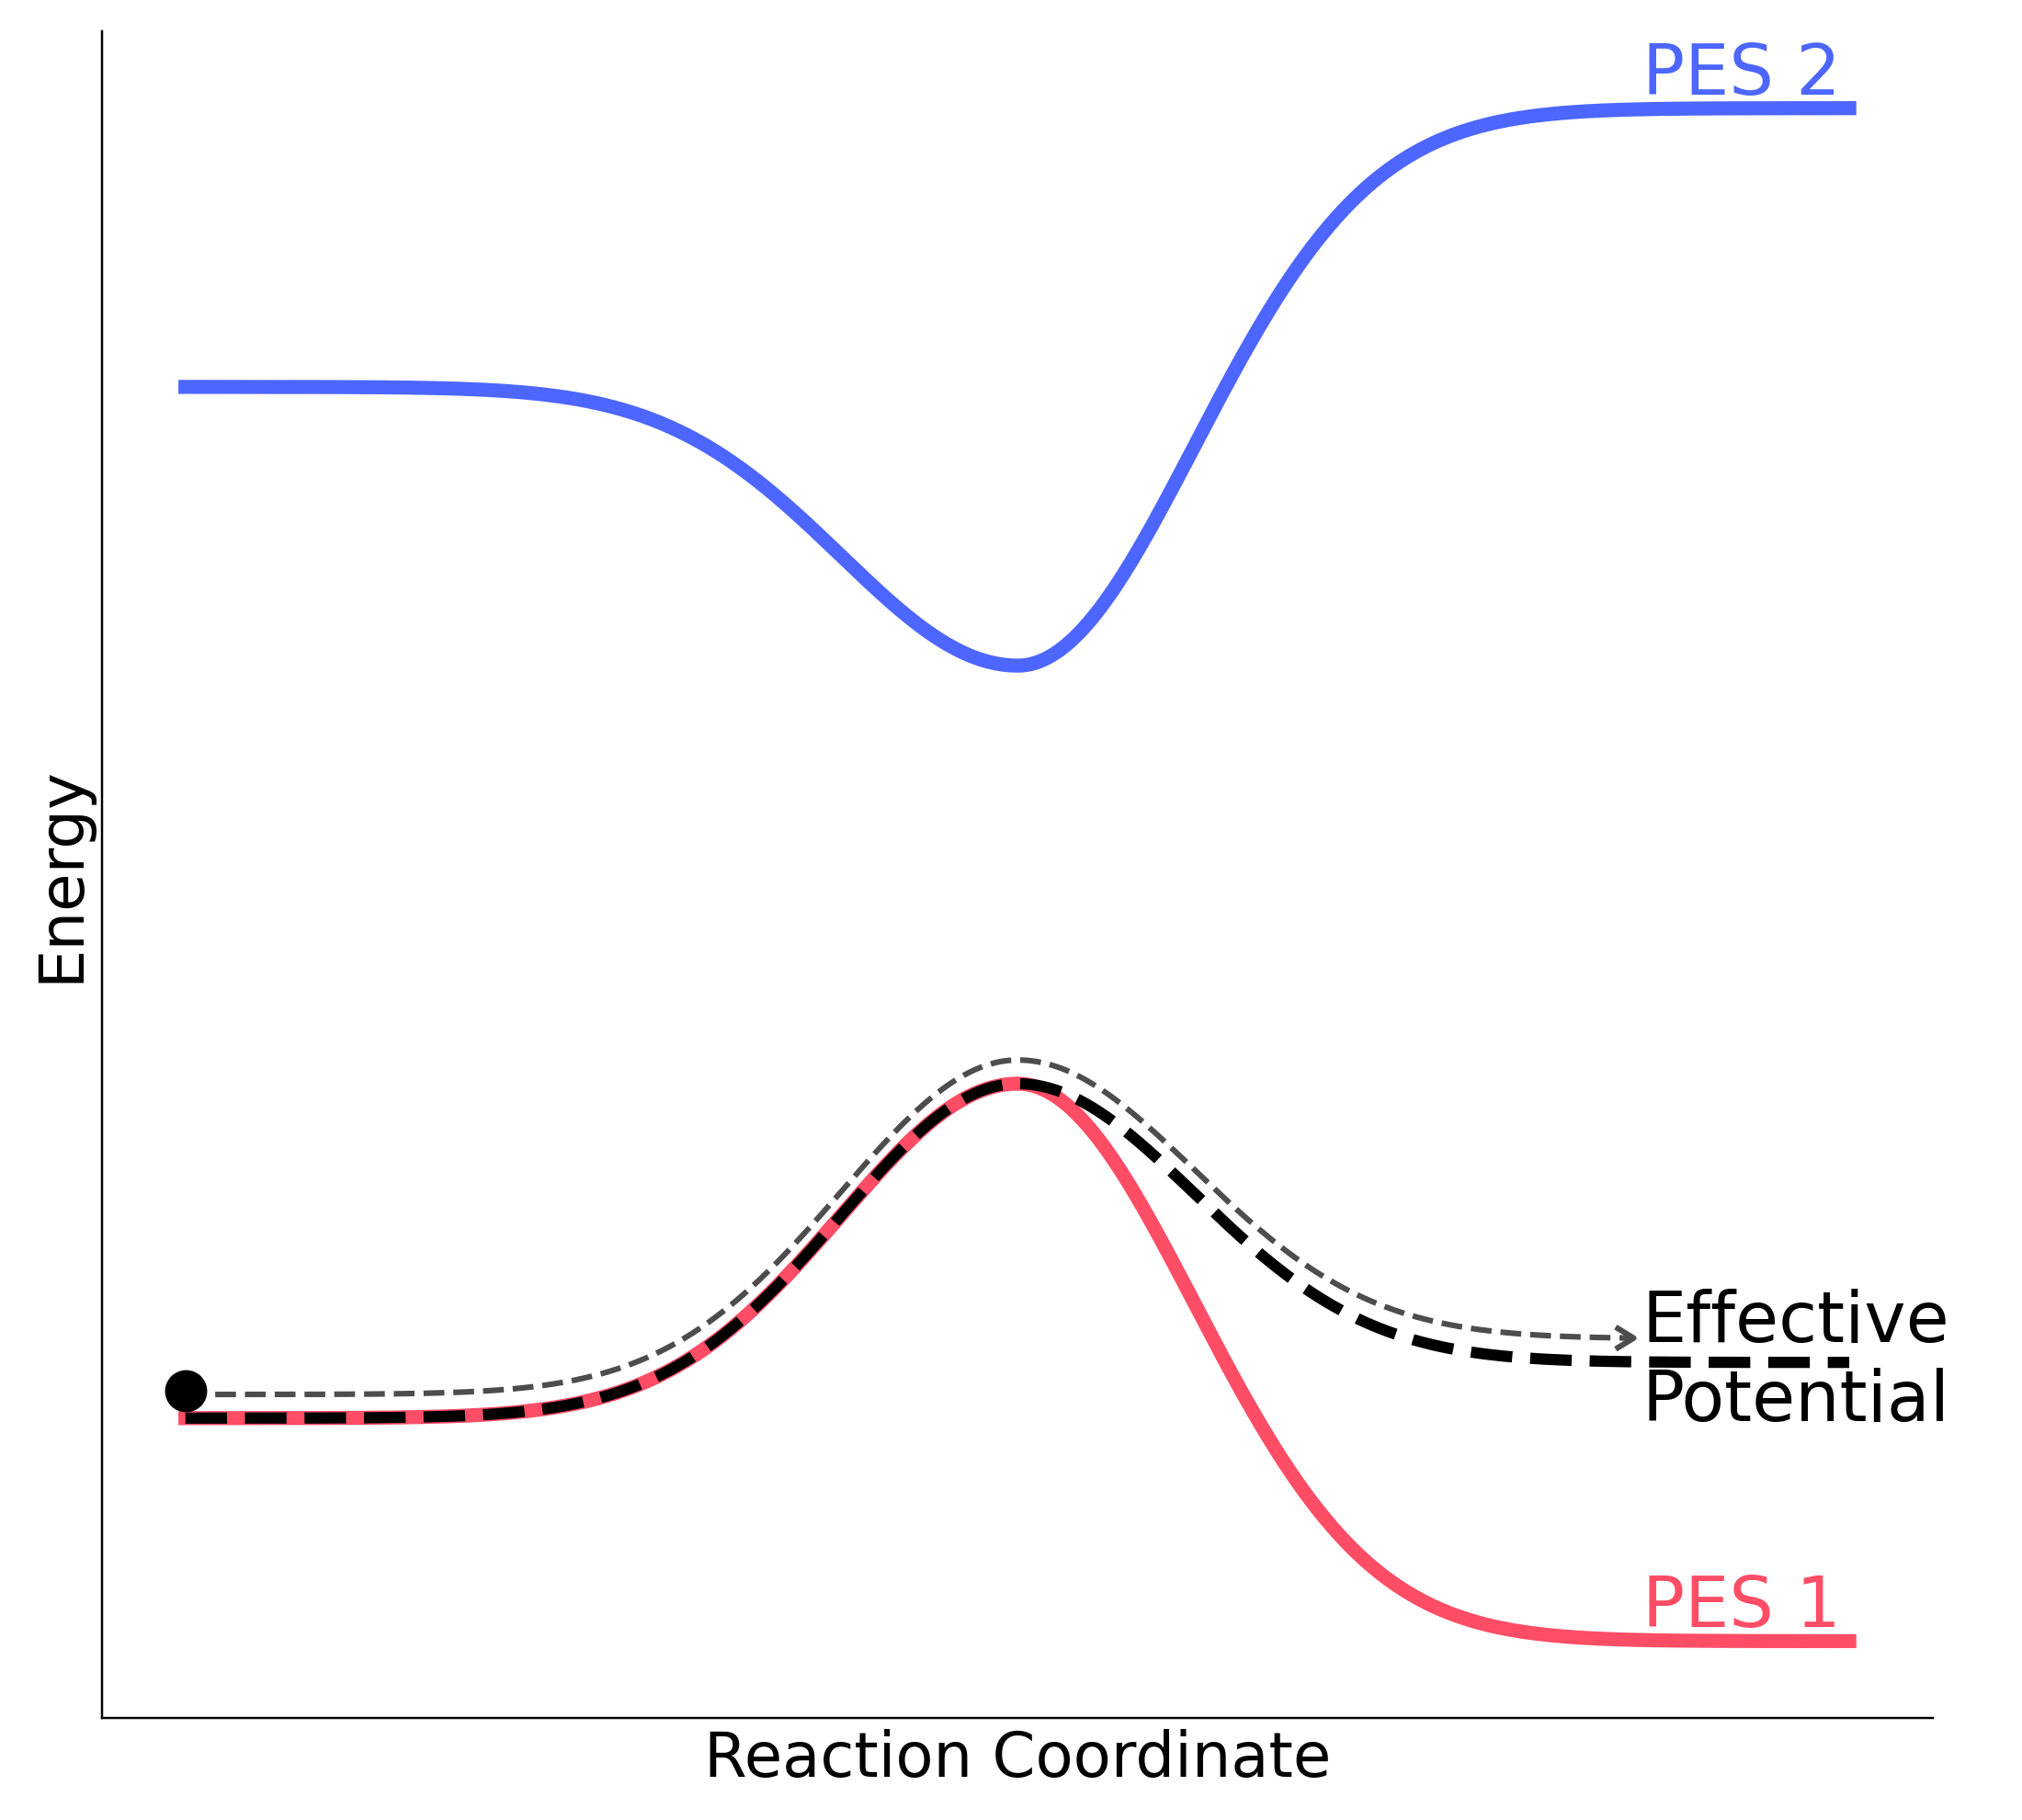 PES 2
Energy
Effective
Potential
PES 1
Reaction Coordinate